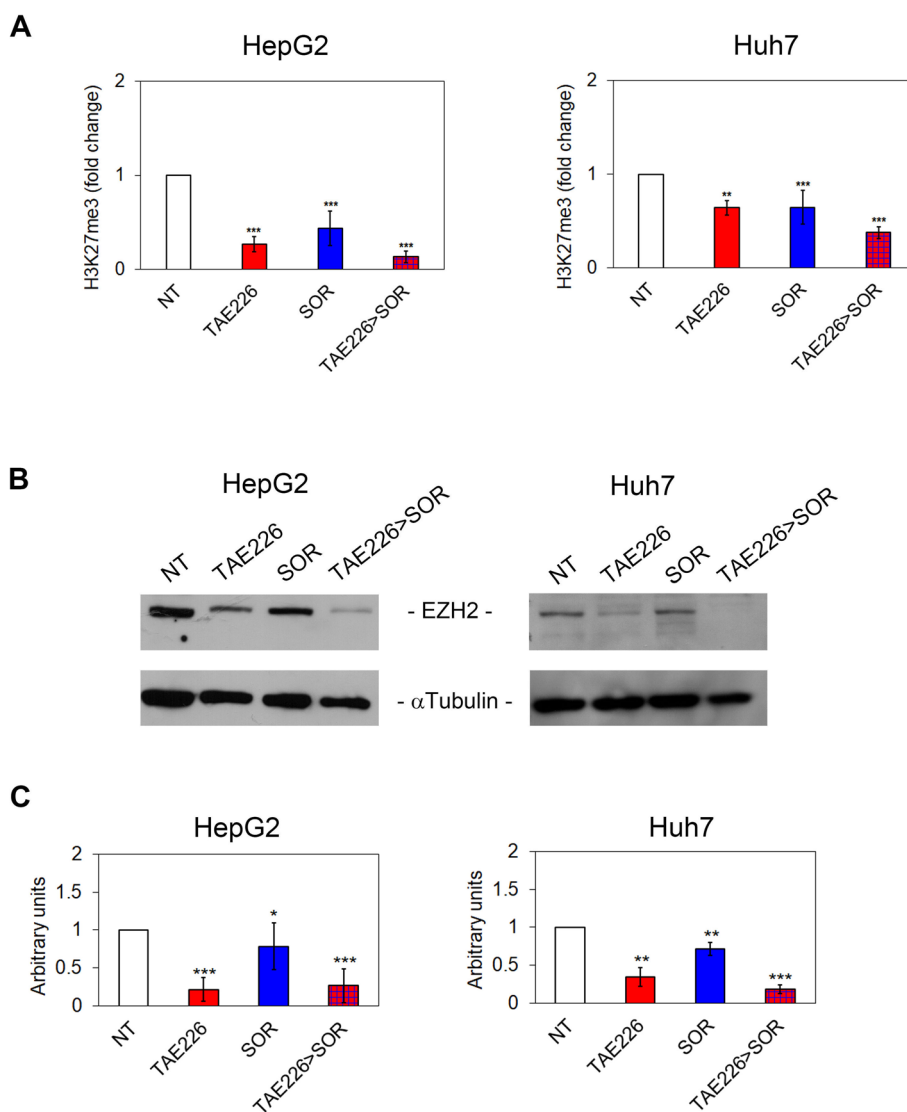 A
HepG2
Huh7
H3K27me3 (fold change)
2
1
0
***
***
***
NT
TAE226
SOR
TAE226>SOR
H3K27me3 (fold change)
2
1
0
**
***
***
NT
TAE226
SOR
TAE226>SOR
B
HepG2
Huh7
NT
TAE226
SOR
TAE226>SOR
NT
TAE226
SOR
TAE226>SOR
- EZH2 -
- αTubulin -
C
HepG2
Huh7
Arbitrary units
2
1.5
1
0.5
0
***
*
***
NT
TAE226
SOR
TAE226>SOR
Arbitrary units
2
1.5
1
0.5
0
**
**
***
NT
TAE226
SOR
TAE226>SOR